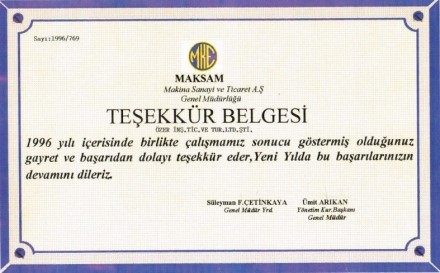 Sayı:1996/769
MKE
MAKSAM
Makina Sanayi ve Ticaret A.Ş
Genel Müdürlüğü
TEŞEKKÜR BELGESİ
ÖZER İNŞ.TİC.VE TUR.LTD.ŞTİ.
1996 yılı içerisinde birlikte çalışmamız sonucu göstermiş olduğunuz
gayret ve başarıdan dolayı teşekkür eder,Yeni Yılda bu başarılarınızın
devamını dileriz.
Süleyman F.ÇETİNKAYA Ümit ARIKAN
Genel Müdür Yrd. Yönetim Kur.Başkanı
Genel Müdür